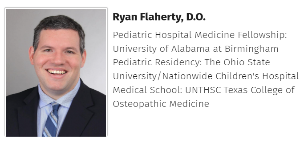 Ryan Flaherty, D.O.
Pediatric Hospital Medicine Fellowship:
University of Alabama at Birmingham
Pediatric Residency: The Ohio State
University/Nationwide Children's Hospital
Medical School: UNTHSC Texas College of
Osteopathic Medicine